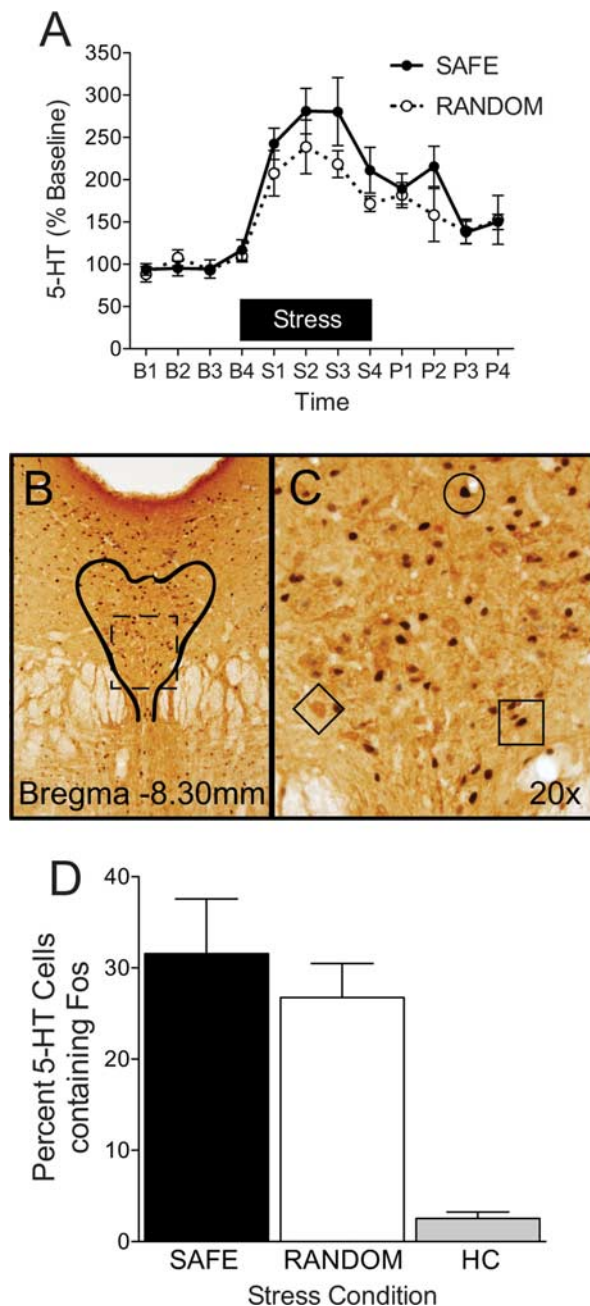 A
5-HT (% Baseline)
350
300
250
200
150
100
50
0
SAFE
RANDOM
Stress
B1 B2 B3 B4 S1 S2 S3 S4 P1 P2 P3 P4
Time
B
Bregma -8.30mm
C
20x
D
Percent 5-HT Cells
containing Fos
40
30
20
10
0
SAFE RANDOM HC
Stress Condition